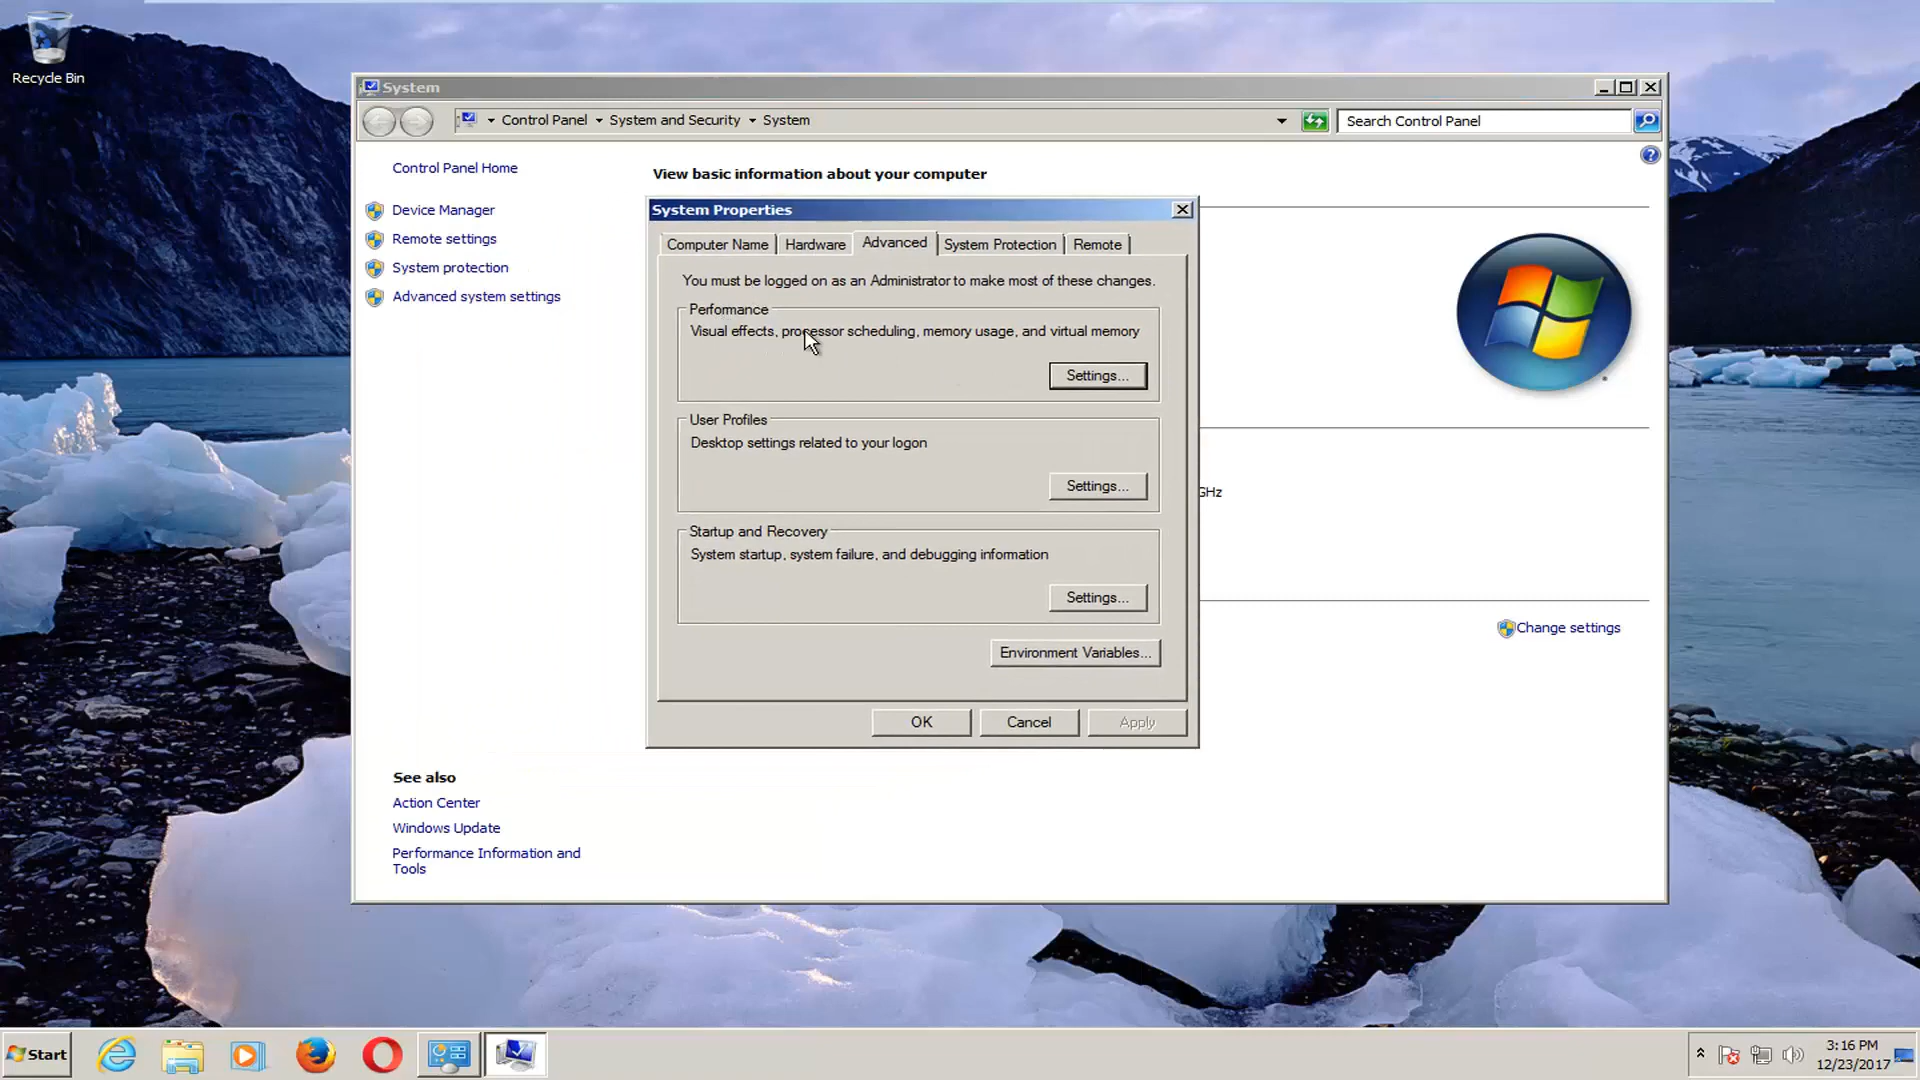 Recycle Bin
System
Control Panel
System and Security
System
Search Control Panel
Control Panel Home
Device Manager
Remote settings
System protection
Advanced system settings
See also
Action Center
Windows Update
Performance Information and
Tools
View basic information about your computer
GHz
Change settings
System Properties
Computer Name
Hardware
Advanced
System Protection
Remote
You must be logged on as an Administrator to make most of these changes.
Performance
Visual effects, processor scheduling, memory usage, and virtual memory
Settings...
User Profiles
Desktop settings related to your logon
Settings...
Startup and Recovery
System startup, system failure, and debugging information
Settings...
Environment Variables...
OK
Cancel
Apply
Start
3:16 PM
12/23/2017